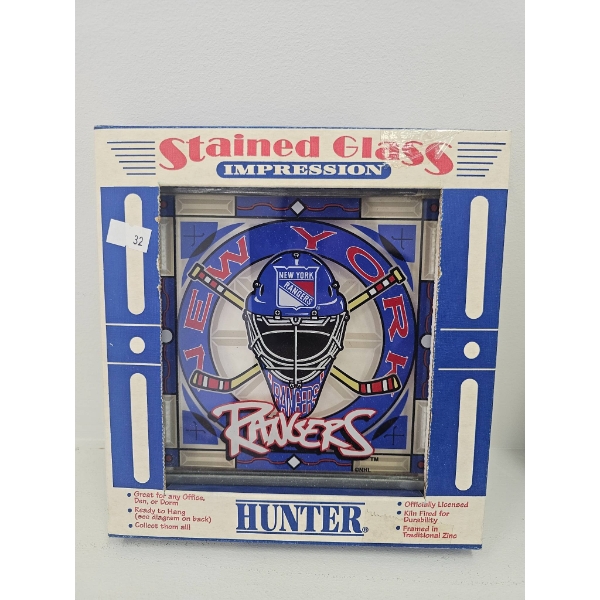 Stained Glass
IMPRESSION
32
NEW YORK
NEW YORK
RANGERS
RANGERS
RANGERS
TM
©NHL
• Great for any Office,
Den, or Dorm
• Ready to Hang
(see diagram on back)
• Collect them all!
HUNTER®
• Officially Licensed
• Kiln Fired for
Durability
• Framed in
Traditional Zinc